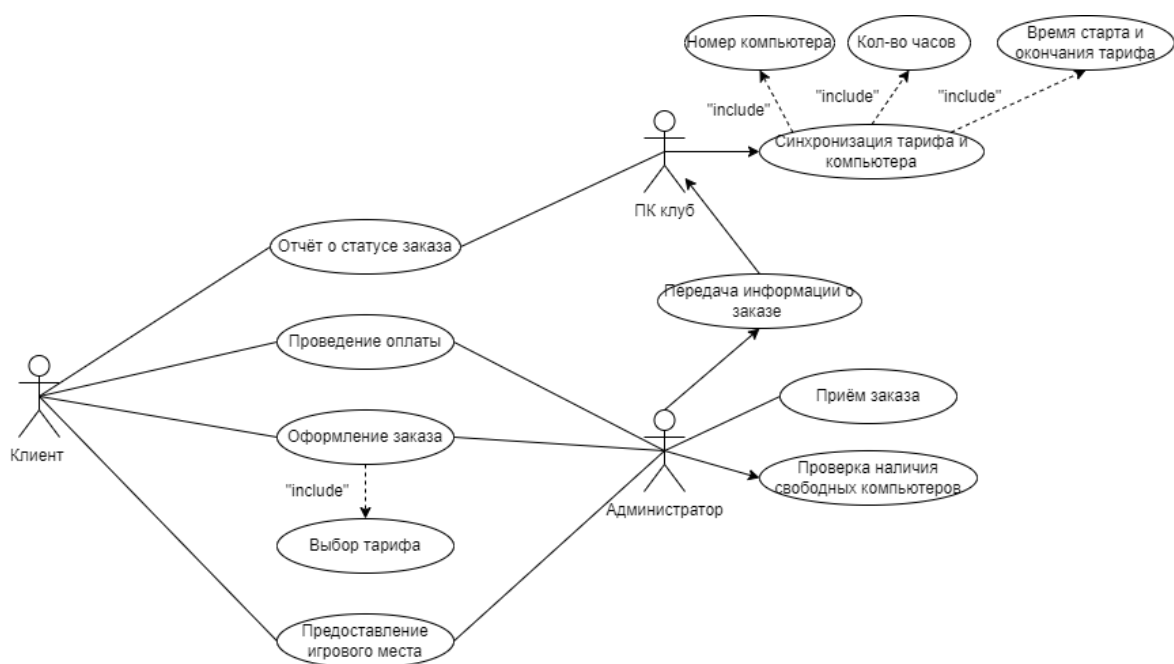 Номер компьютера
Кол-во часов
Время старта и
окончания тарифа
"include"
"include"
"include"
Синхронизация тарифа и
компьютера
ПК клуб
Отчёт о статусе заказа
Передача информации о
заказе
Проведение оплаты
Приём заказа
Клиент
Оформление заказа
Проверка наличия
свободных компьютеров
"include"
Администратор
Выбор тарифа
Предоставление
игрового места